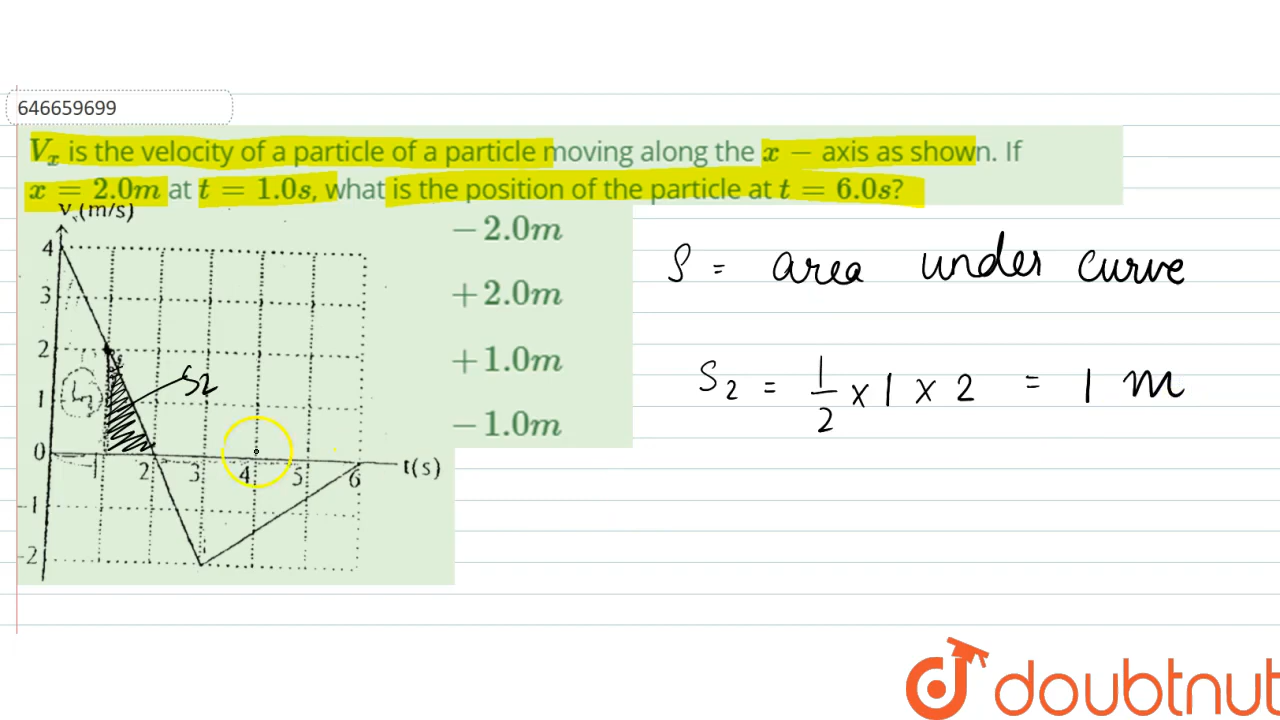 646659699
V_x is the velocity of a particle of a particle moving along the x − axis as shown. If
x = 2.0m at t = 1.0s, what is the position of the particle at t = 6.0s?
V_x(m/s)
4
3
2
1
0
-1
-2
1 2 3 4 5 6 t(s)
S2
− 2.0m
+ 2.0m
+ 1.0m
− 1.0m
S = area under curve
S2 = 1/2 × 1 × 2 = 1 m
doubtnut